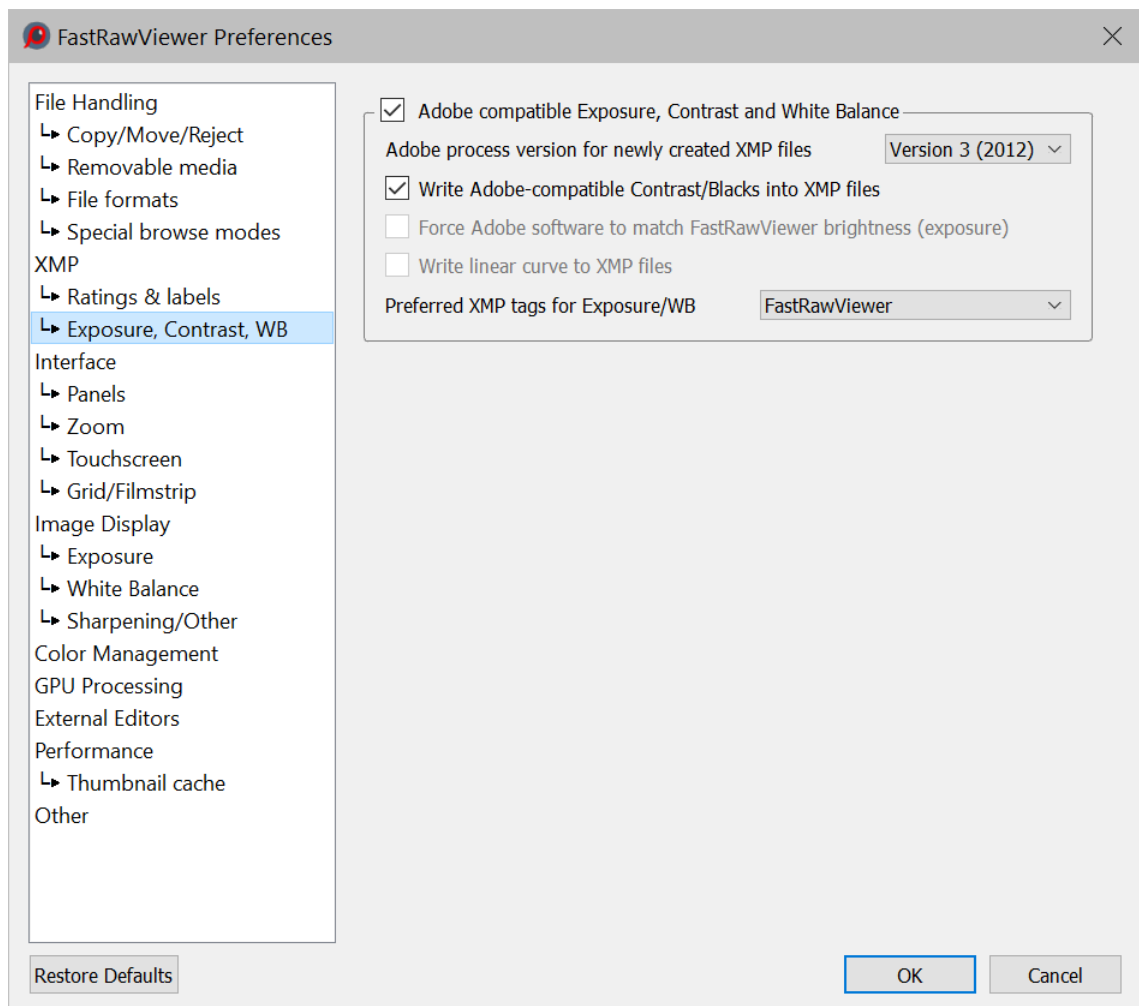 FastRawViewer Preferences
File Handling
Copy/Move/Reject
Removable media
File formats
Special browse modes
XMP
Ratings & labels
Exposure, Contrast, WB
Interface
Panels
Zoom
Touchscreen
Grid/Filmstrip
Image Display
Exposure
White Balance
Sharpening/Other
Color Management
GPU Processing
External Editors
Performance
Thumbnail cache
Other
Adobe compatible Exposure, Contrast and White Balance
Adobe process version for newly created XMP files Version 3 (2012)
Write Adobe-compatible Contrast/Blacks into XMP files
Force Adobe software to match FastRawViewer brightness (exposure)
Write linear curve to XMP files
Preferred XMP tags for Exposure/WB FastRawViewer
Restore Defaults OK Cancel